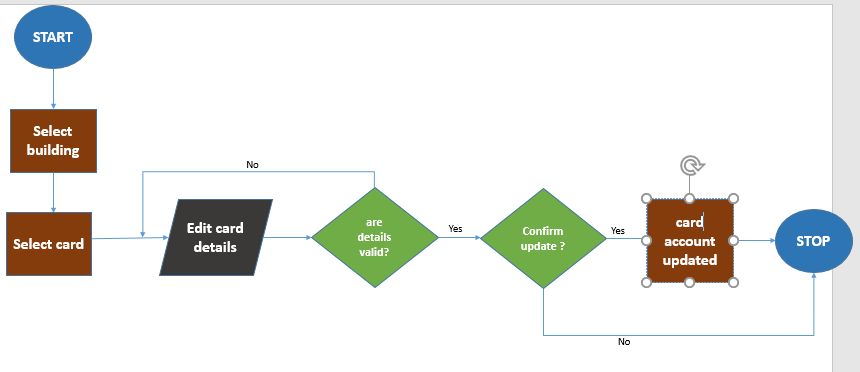 START
Select
building
Select card
No
Edit card
details
are
details
valid?
Yes
Confirm
update ?
Yes
card
account
updated
STOP
No